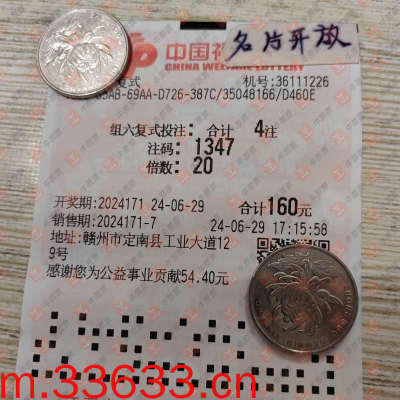 中国福
名片开放
CHINA WELFARE LOTTERY
复式
机号:36111226
69AA-D726-387C/35048166/D460E
组六复式投注: 合计 4注
注码: 1347
倍数: 20
开奖期:2024171 24-06-29 合计160元
销售期:2024171-7 24-06-29 17:15:58
地址:赣州市定南县工业大道12
9号
感谢您为公益事业贡献54.40元
m.33633.cn